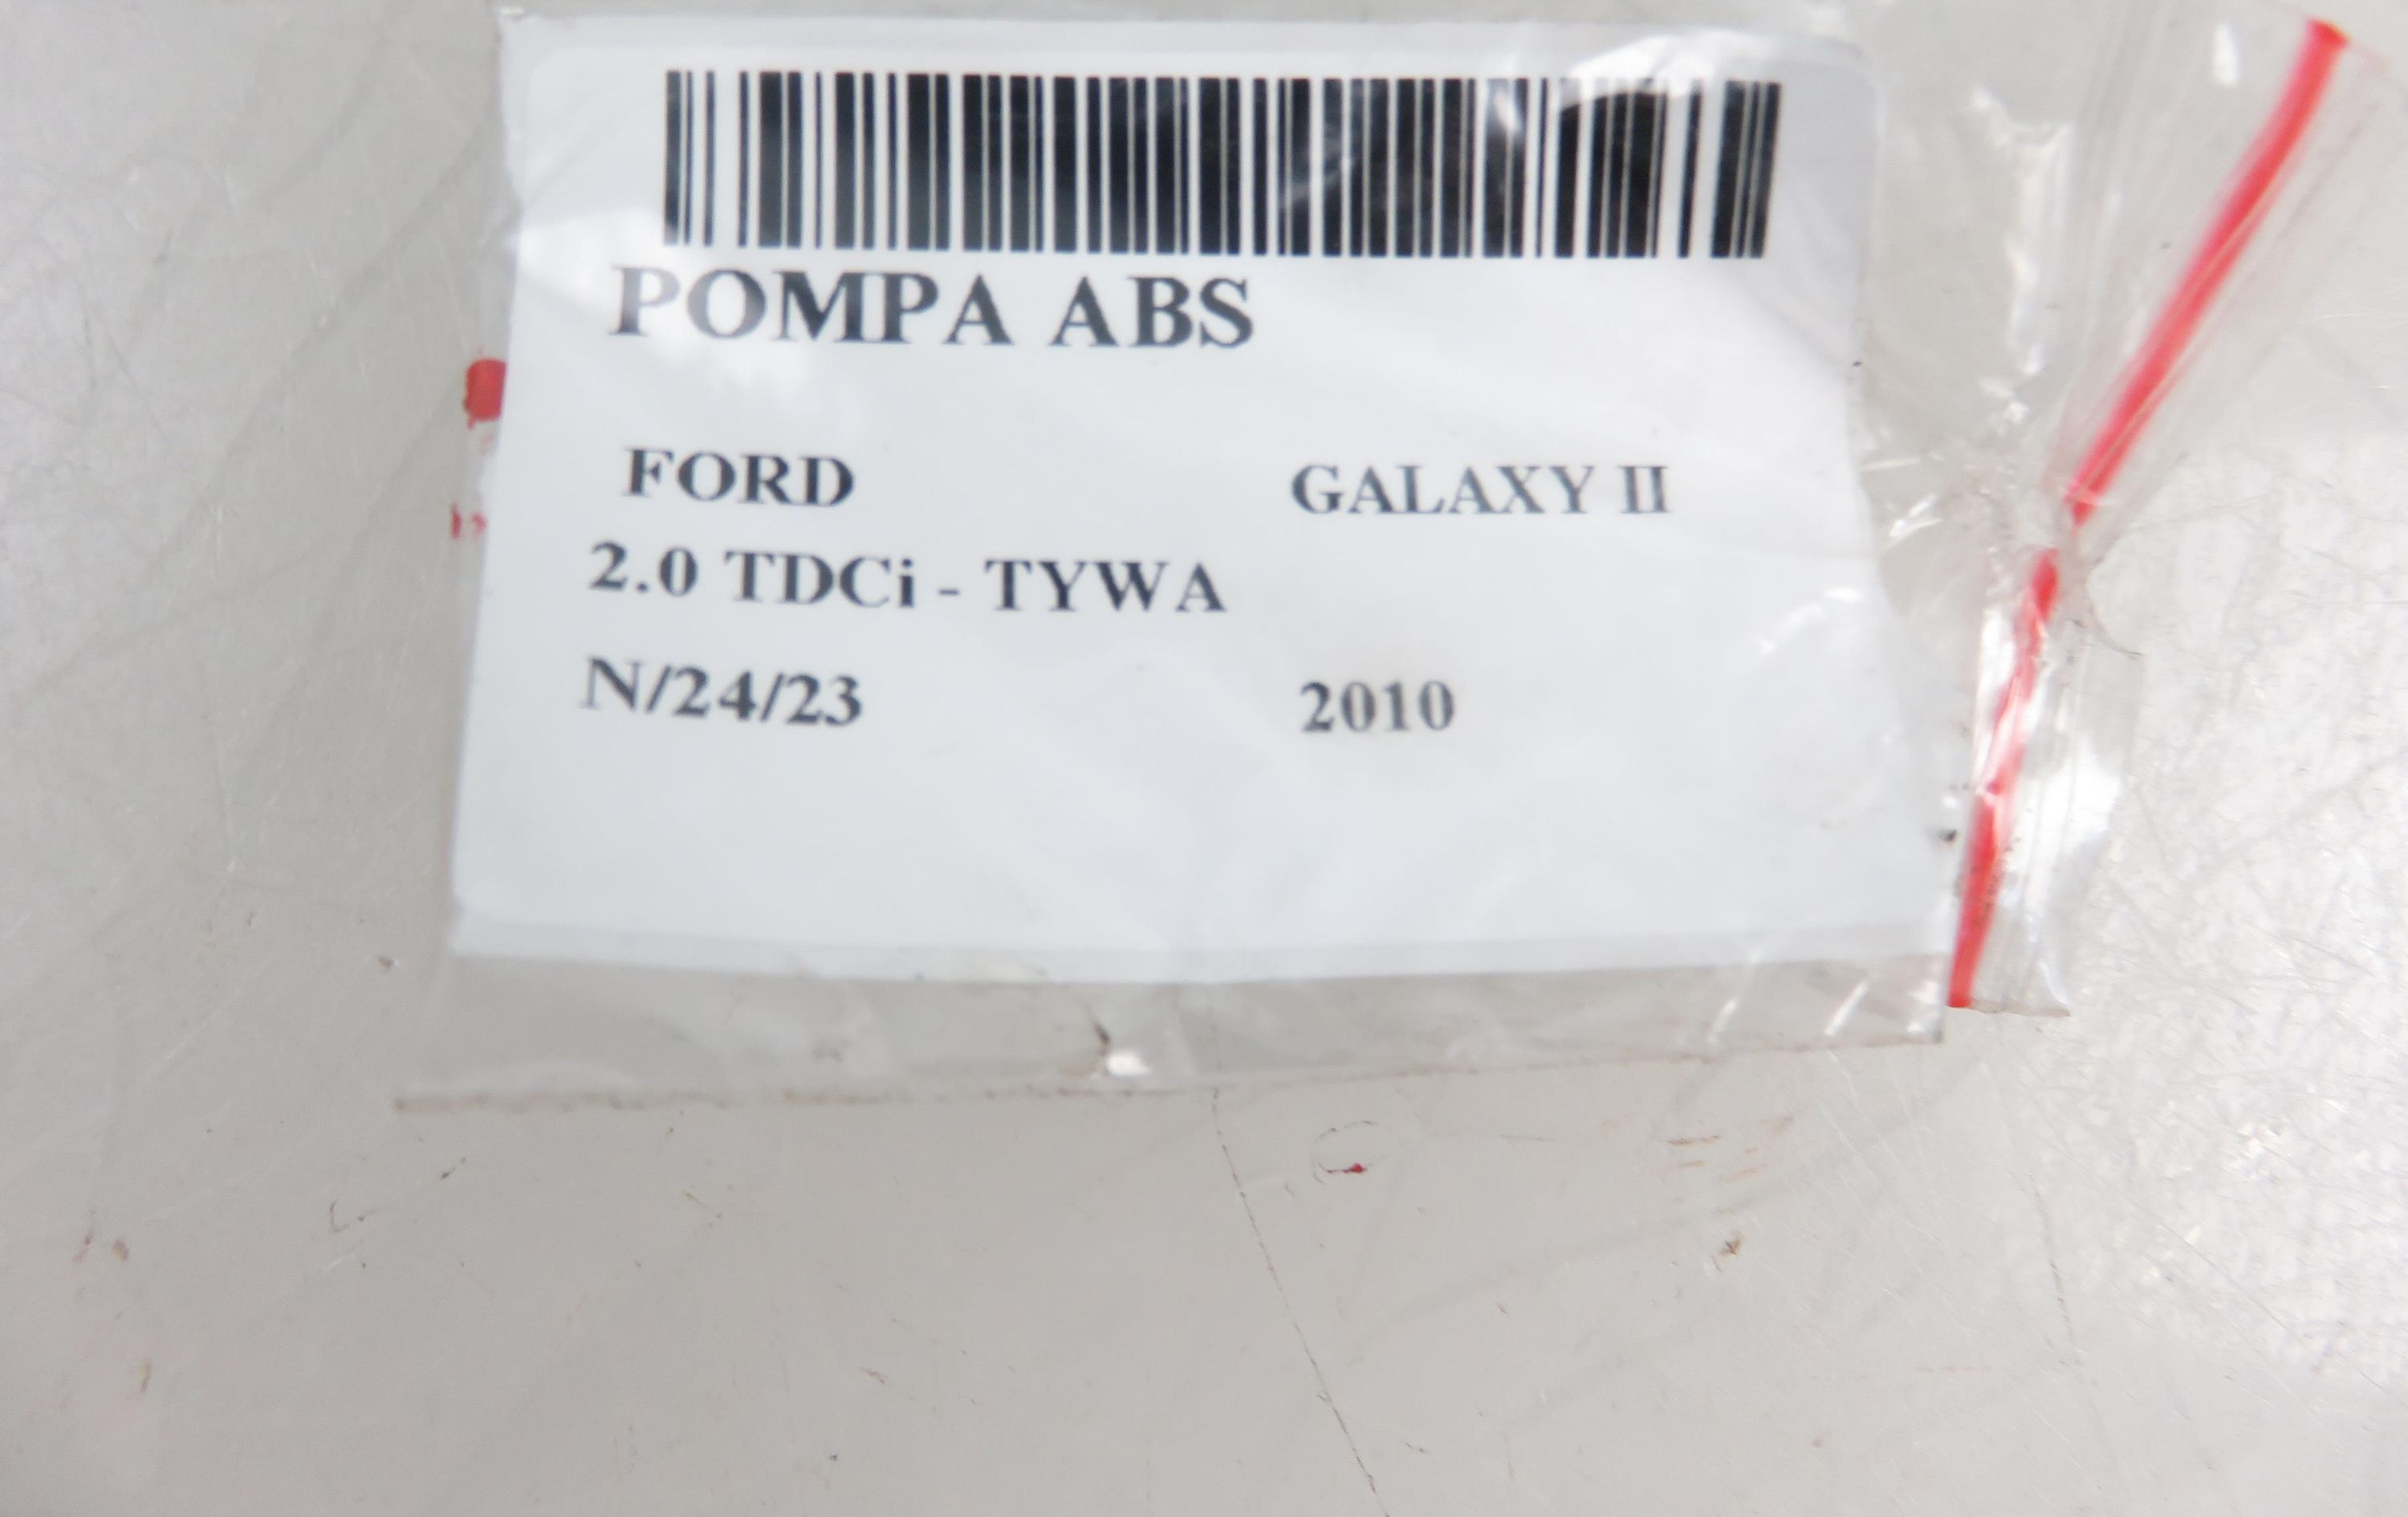 POMPA ABS
FORD GALAXY II
2.0 TDCi - TYWA
N/24/23 2010